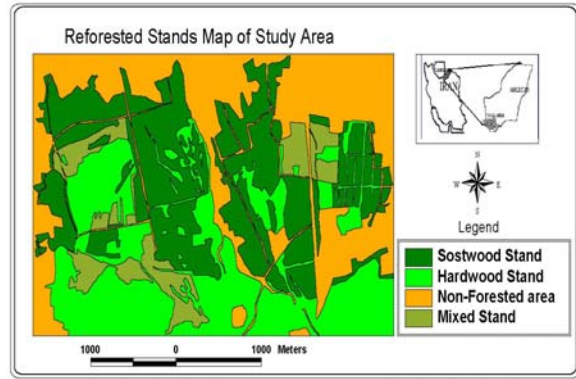 Reforested Stands Map of Study Area
IRAN
N
W E
S
Legend
Sostwood Stand
Hardwood Stand
Non-Forested area
Mixed Stand
1000 0 1000 Meters